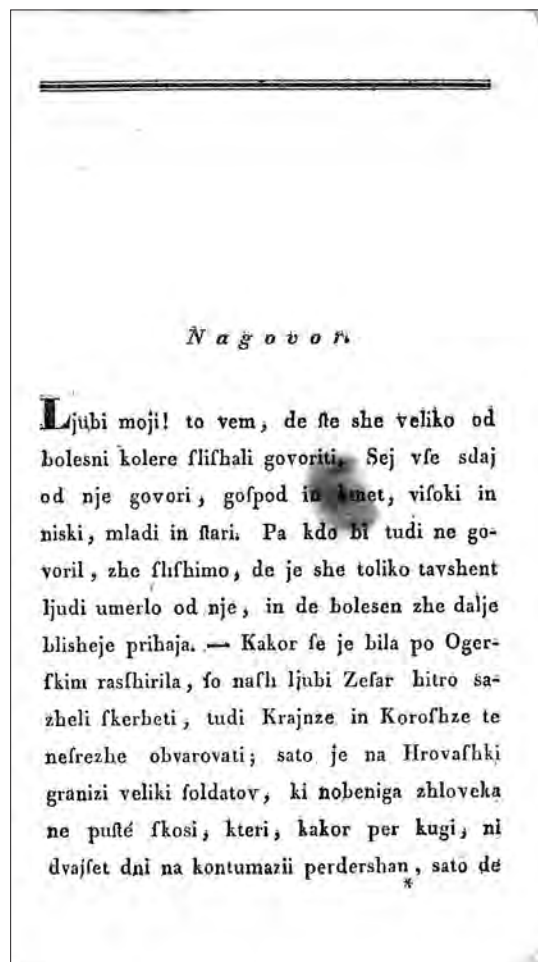 Nagovor.
Ljubi moji! to vem, de ſte she veliko od
bolesni kolere ſliſhali govoriti. Sej vſe sdaj
od nje govori, goſpod in kmet, viſoki in
niski, mladi in ſtari. Pa kdo bi tudi ne go-
voril, zhe ſliſhimo, de je she toliko tavshent
ljudi umerlo od nje, in de bolesen zhe dalje
blisheje prihaja. — Kakor ſe je bila po Oger-
ſkim rasſhirila, ſo naſh ljubi Zeſar hitro sa-
zheli ſkerbeti, tudi Krajnze in Koroſhze te
neſrezhe obvarovati; sato je na Hrovaſhki
granizi veliki ſoldatov, ki nobeniga zhloveka
ne puſté ſkosi, kteri, kakor per kugi, ni
dvajſet dni na kontumazii perdershan, sato de
*